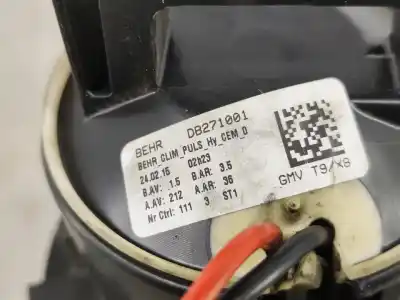 BEHR DB271001
BEHR_CLIM_PULS_Hy_CEM_D
24.02.15 02h23
B.AV: 1.5 B.AR: 3.5
A.AV: 212 A.AR: 36
Nr Ctrl: 111 3 ST1
GMV T9/X8